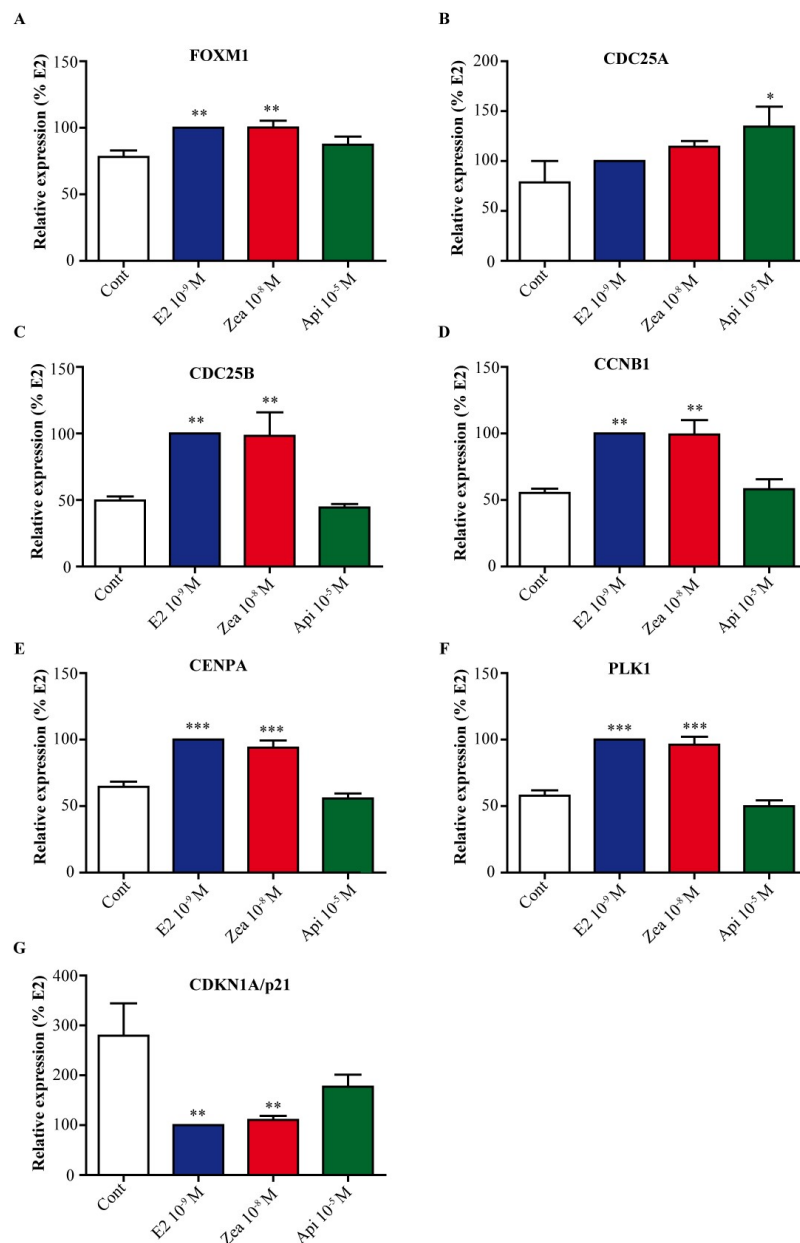 A
FOXM1
Relative expression (% E2)
150
100
50
0
**
**
Cont
E2 10⁻⁹ M
Zea 10⁻⁸ M
Api 10⁻⁵ M
B
CDC25A
Relative expression (% E2)
200
150
100
50
0
*
Cont
E2 10⁻⁹ M
Zea 10⁻⁸ M
Api 10⁻⁵ M
C
CDC25B
Relative expression (% E2)
150
100
50
0
**
**
Cont
E2 10⁻⁹ M
Zea 10⁻⁸ M
Api 10⁻⁵ M
D
CCNB1
Relative expression (% E2)
150
100
50
0
**
**
Cont
E2 10⁻⁹ M
Zea 10⁻⁸ M
Api 10⁻⁵ M
E
CENPA
Relative expression (% E2)
150
100
50
0
***
***
Cont
E2 10⁻⁹ M
Zea 10⁻⁸ M
Api 10⁻⁵ M
F
PLK1
Relative expression (% E2)
150
100
50
0
***
***
Cont
E2 10⁻⁹ M
Zea 10⁻⁸ M
Api 10⁻⁵ M
G
CDKN1A/p21
Relative expression (% E2)
400
300
200
100
0
**
**
Cont
E2 10⁻⁹ M
Zea 10⁻⁸ M
Api 10⁻⁵ M